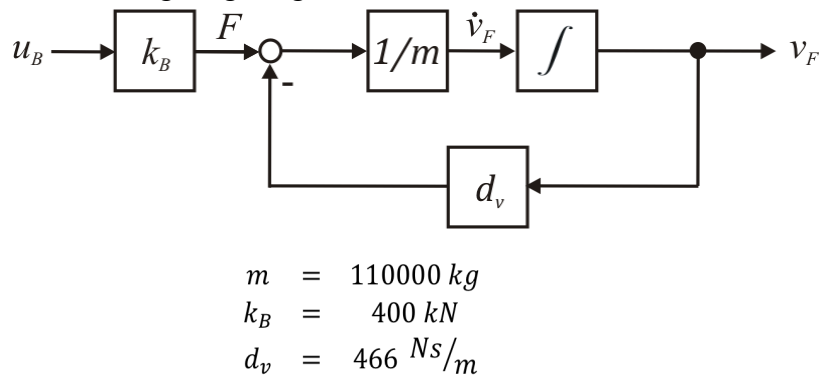 u_B k_B F 1/m v̇_F ∫ v_F
-
d_v
m = 110000 kg
k_B = 400 kN
d_v = 466 Ns/m